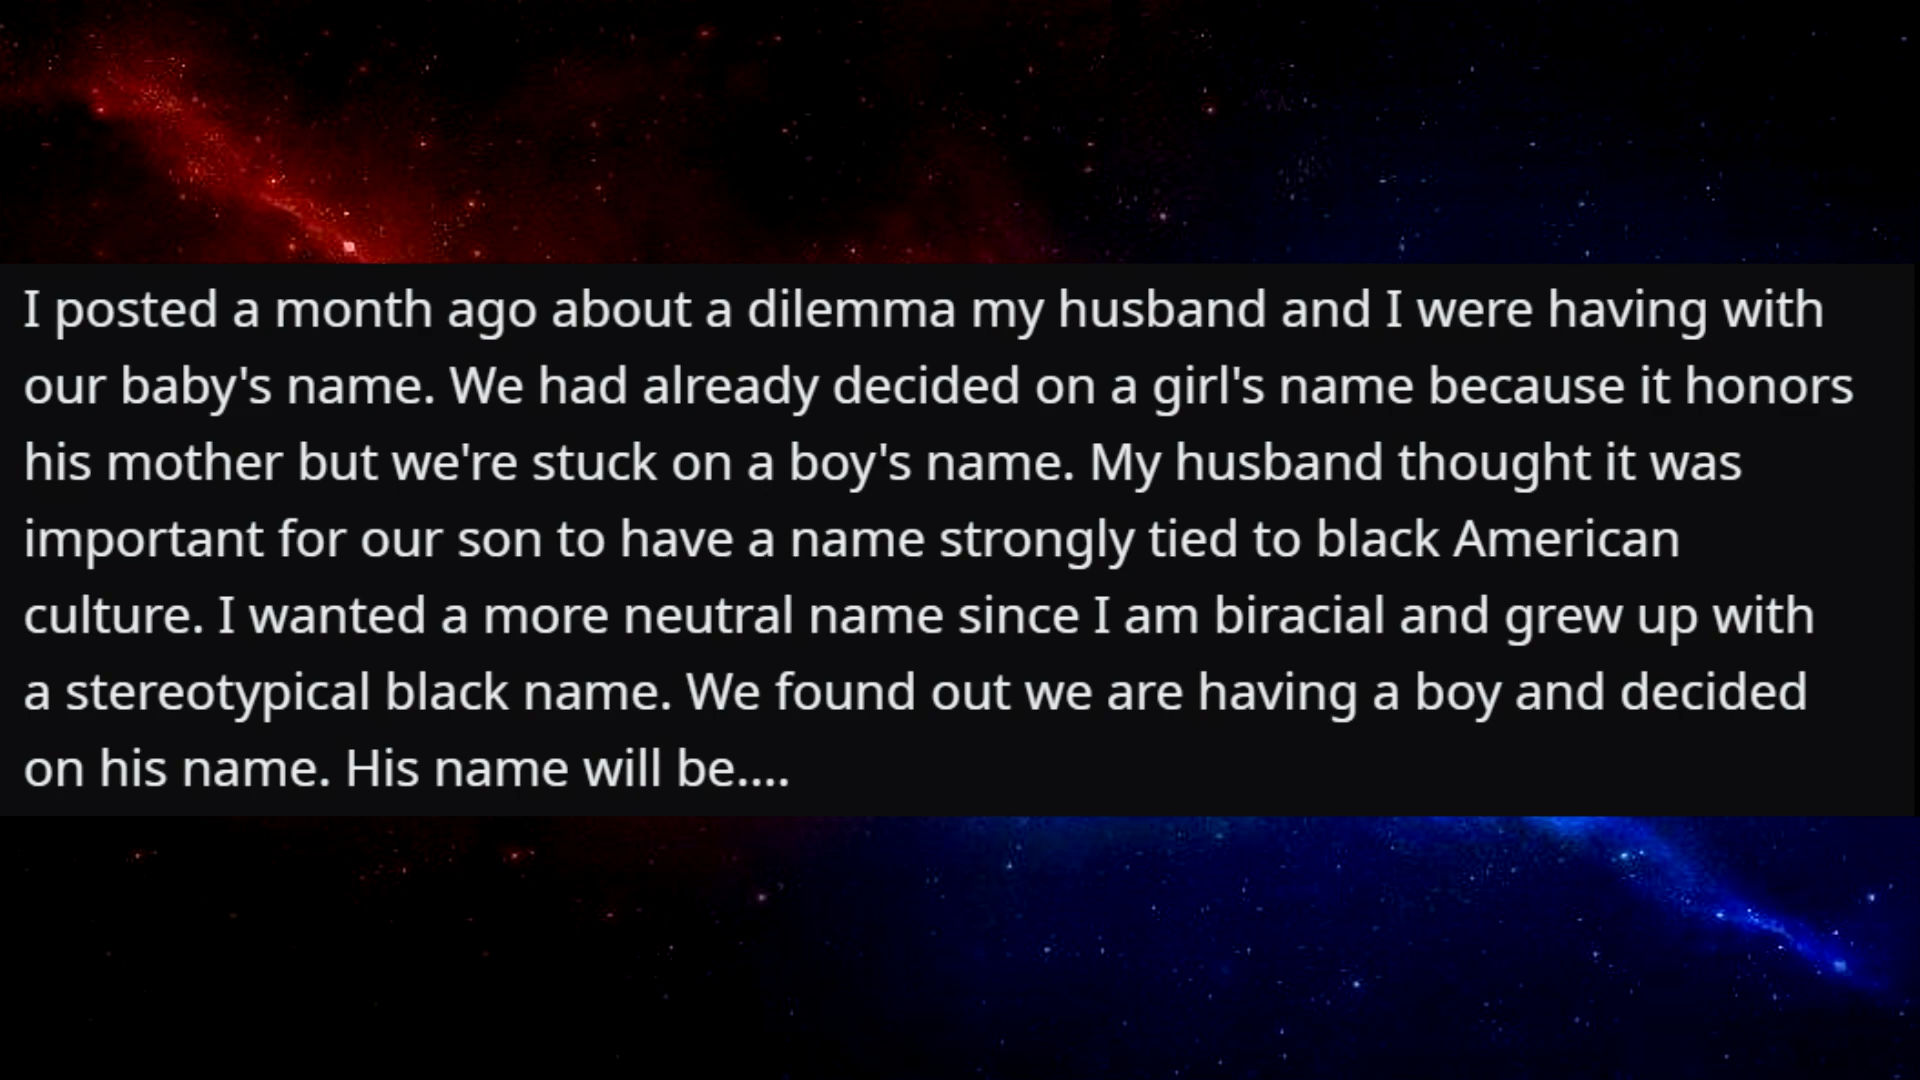 I posted a month ago about a dilemma my husband and I were having with
our baby's name. We had already decided on a girl's name because it honors
his mother but we're stuck on a boy's name. My husband thought it was
important for our son to have a name strongly tied to black American
culture. I wanted a more neutral name since I am biracial and grew up with
a stereotypical black name. We found out we are having a boy and decided
on his name. His name will be....